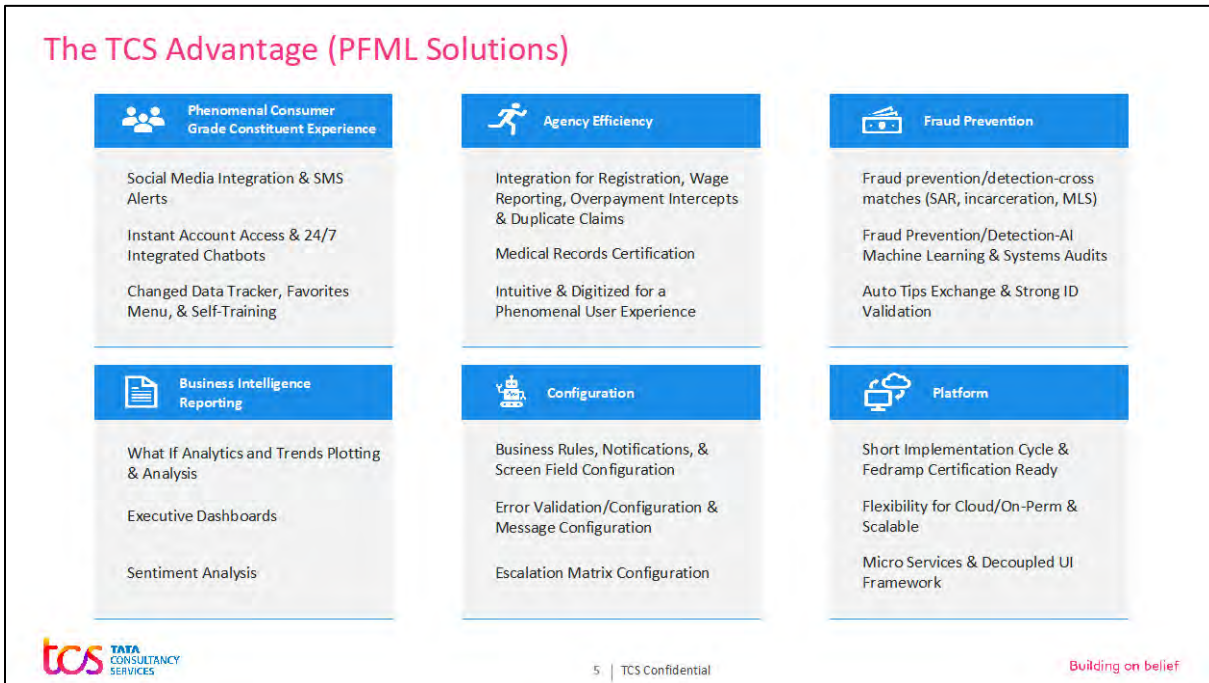 The TCS Advantage (PFML Solutions)
Phenomenal Consumer
Grade Constituent Experience
Social Media Integration & SMS
Alerts
Instant Account Access & 24/7
Integrated Chatbots
Changed Data Tracker, Favorites
Menu, & Self-Training
Agency Efficiency
Integration for Registration, Wage
Reporting, Overpayment Intercepts
& Duplicate Claims
Medical Records Certification
Intuitive & Digitized for a
Phenomenal User Experience
Fraud Prevention
Fraud prevention/detection-cross
matches (SAR, incarceration, MLS)
Fraud Prevention/Detection-AI
Machine Learning & Systems Audits
Auto Tips Exchange & Strong ID
Validation
Business Intelligence
Reporting
What If Analytics and Trends Plotting
& Analysis
Executive Dashboards
Sentiment Analysis
Configuration
Business Rules, Notifications, &
Screen Field Configuration
Error Validation/Configuration &
Message Configuration
Escalation Matrix Configuration
Platform
Short Implementation Cycle &
Fedramp Certification Ready
Flexibility for Cloud/On-Perm &
Scalable
Micro Services & Decoupled UI
Framework
tcs TATA
CONSULTANCY
SERVICES
5 | TCS Confidential
Building on belief